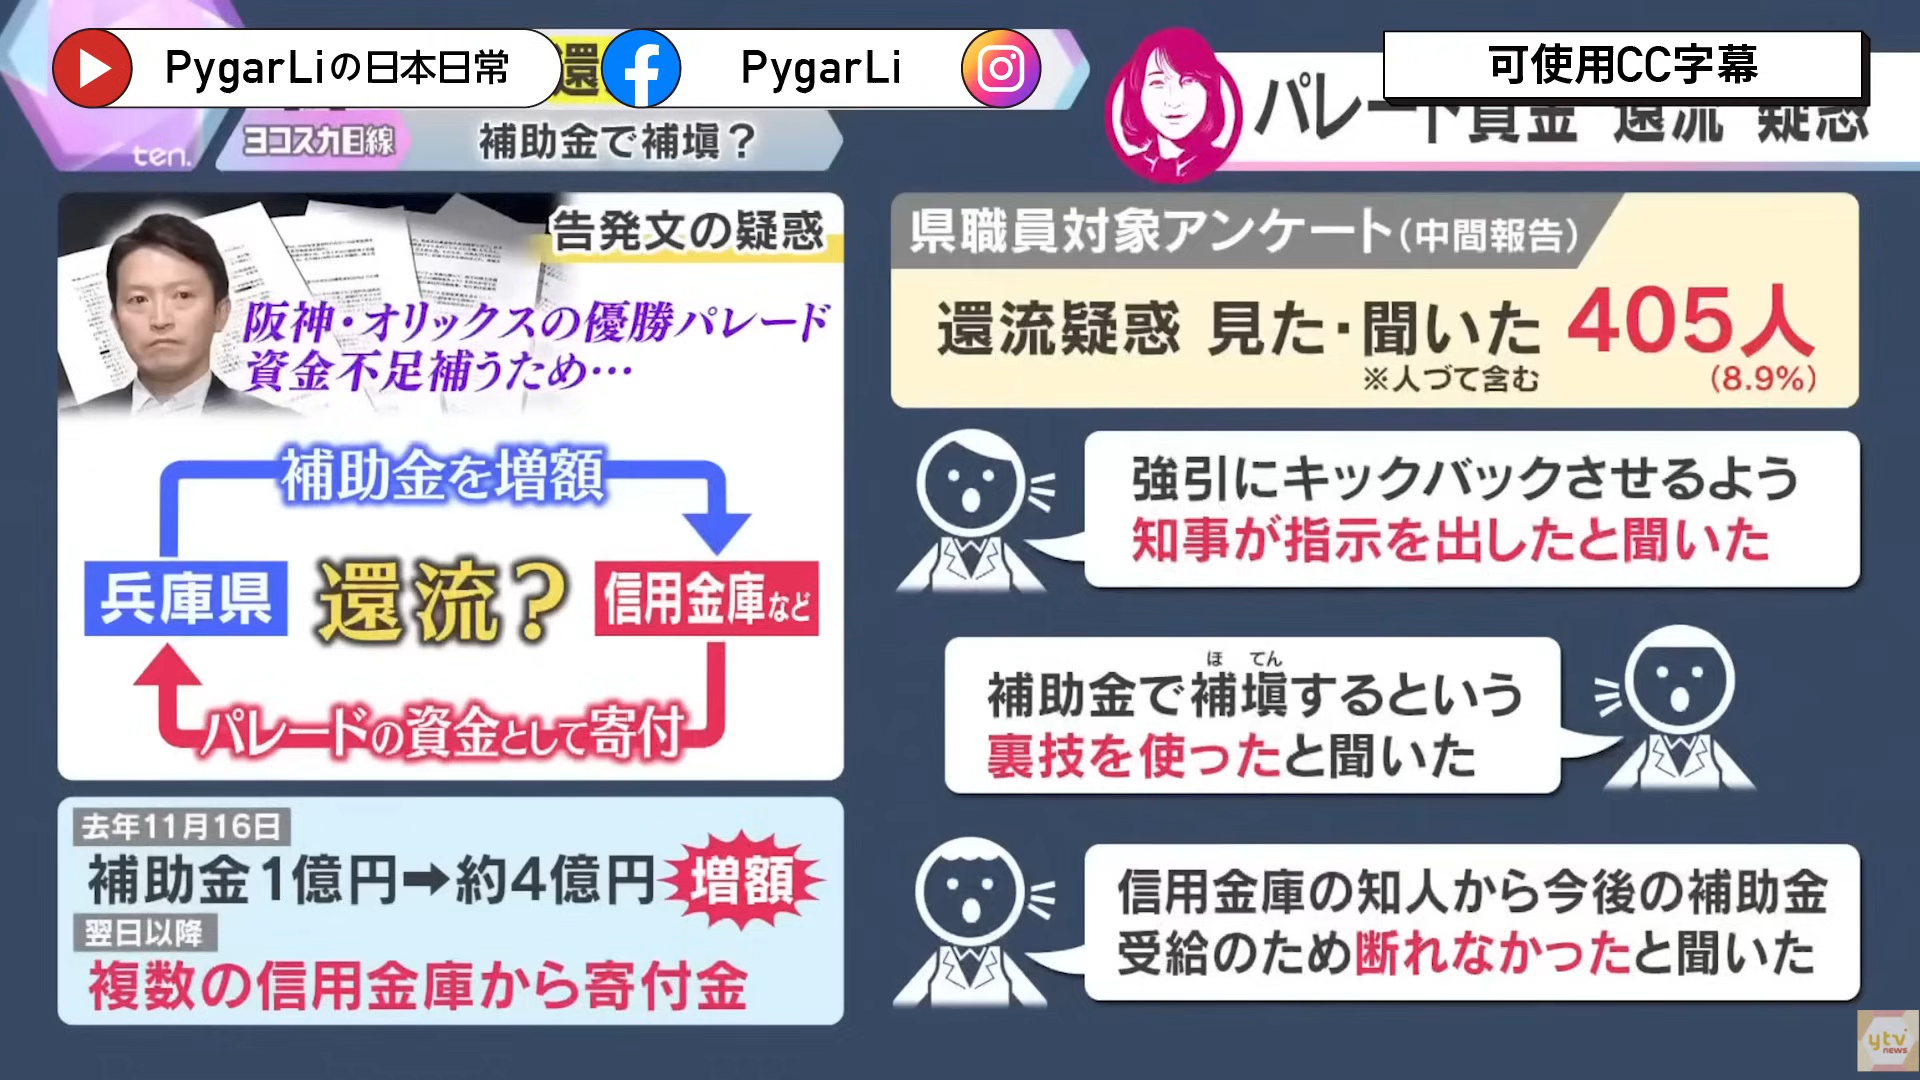 PygarLiの日本日常
PygarLi
可使用CC字幕
還
ten.
ヨコスカ目線
補助金で補塡？
パレード資金 還流 疑惑
告発文の疑惑
阪神・オリックスの優勝パレード
資金不足補うため…
補助金を増額
兵庫県
還流？
信用金庫など
パレードの資金として寄付
去年11月16日
補助金1億円➡約4億円
増額
翌日以降
複数の信用金庫から寄付金
県職員対象アンケート(中間報告)
還流疑惑 見た・聞いた 405人
※人づて含む
(8.9%)
強引にキックバックさせるよう
知事が指示を出したと聞いた
ほ てん
補助金で補塡するという
裏技を使ったと聞いた
信用金庫の知人から今後の補助金
受給のため断れなかったと聞いた
ytv
news